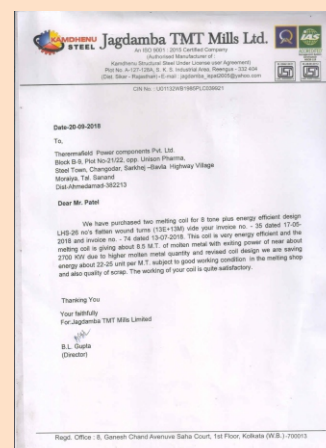 KAMDHENU
STEEL
Jagdamba TMT Mills Ltd.
An ISO 9001 : 2015 Certified Company
(Authorised Manufacturer of :
Kamdhenu Structural Steel Under License user Agreement)
Plot No. A-127-128A, S. K. S. Industrial Area, Reengus - 332 404
(Dist. Sikar - Rajasthan)
CIN No : U01132WB1995PLC
Date-20-09-2018
To,
Thermmafield Power components Pvt. Ltd.
Block B-9, Plot No-21/22, opp. Unison Pharma,
Steel Town, Changodar, Sarkhej –Bavla Highway Village
Moraiya, Tal. Sanand
Dist-Ahmedamad-382213
Dear Mr. Patel
We have purchased two melting coil for 8 tone plus energy efficient design
LHS-26 no's flatten wound turns (13E+13M) vide your invoice no. - 35 dated 17-05-
2018 and invoice no. - 74 dated 13-07-2018. This coil is very energy efficient and the
melting coil is giving about 8.5 M.T. of molten metal with exiting power of near about
2700 KW due to higher molten metal quantity and revised coil design we are saving
energy about 22-25 unit per M.T. subject to good working condition in the melting shop
and also quality of scrap. The working of your coil is quite satisfactory.
Thanking You
Your faithfully
For:Jagdamba TMT Mills Limited
B.L. Gupta
(Director)
Regd. Office : 8, Ganesh Chand Avenuve Saha Court, 1st Floor, Kolkata (W.B.)-700013